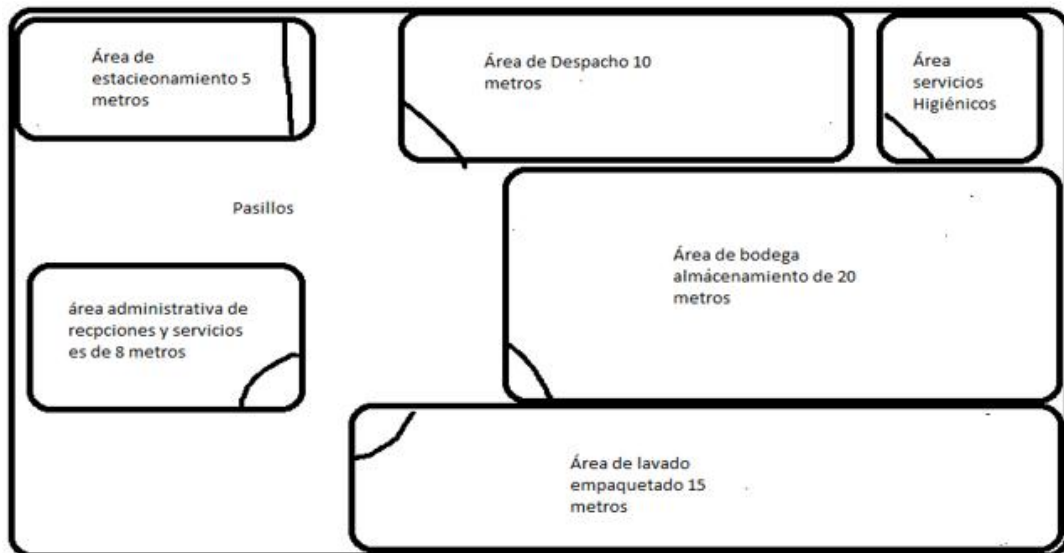 Área de
estacieonamiento 5
metros
Área de Despacho 10
metros
Área
servicios
Higiénicos
Pasillos
Área de bodega
almácenamiento de 20
metros
área administrativa de
recpciones y servicios
es de 8 metros
Área de lavado
empaquetado 15
metros